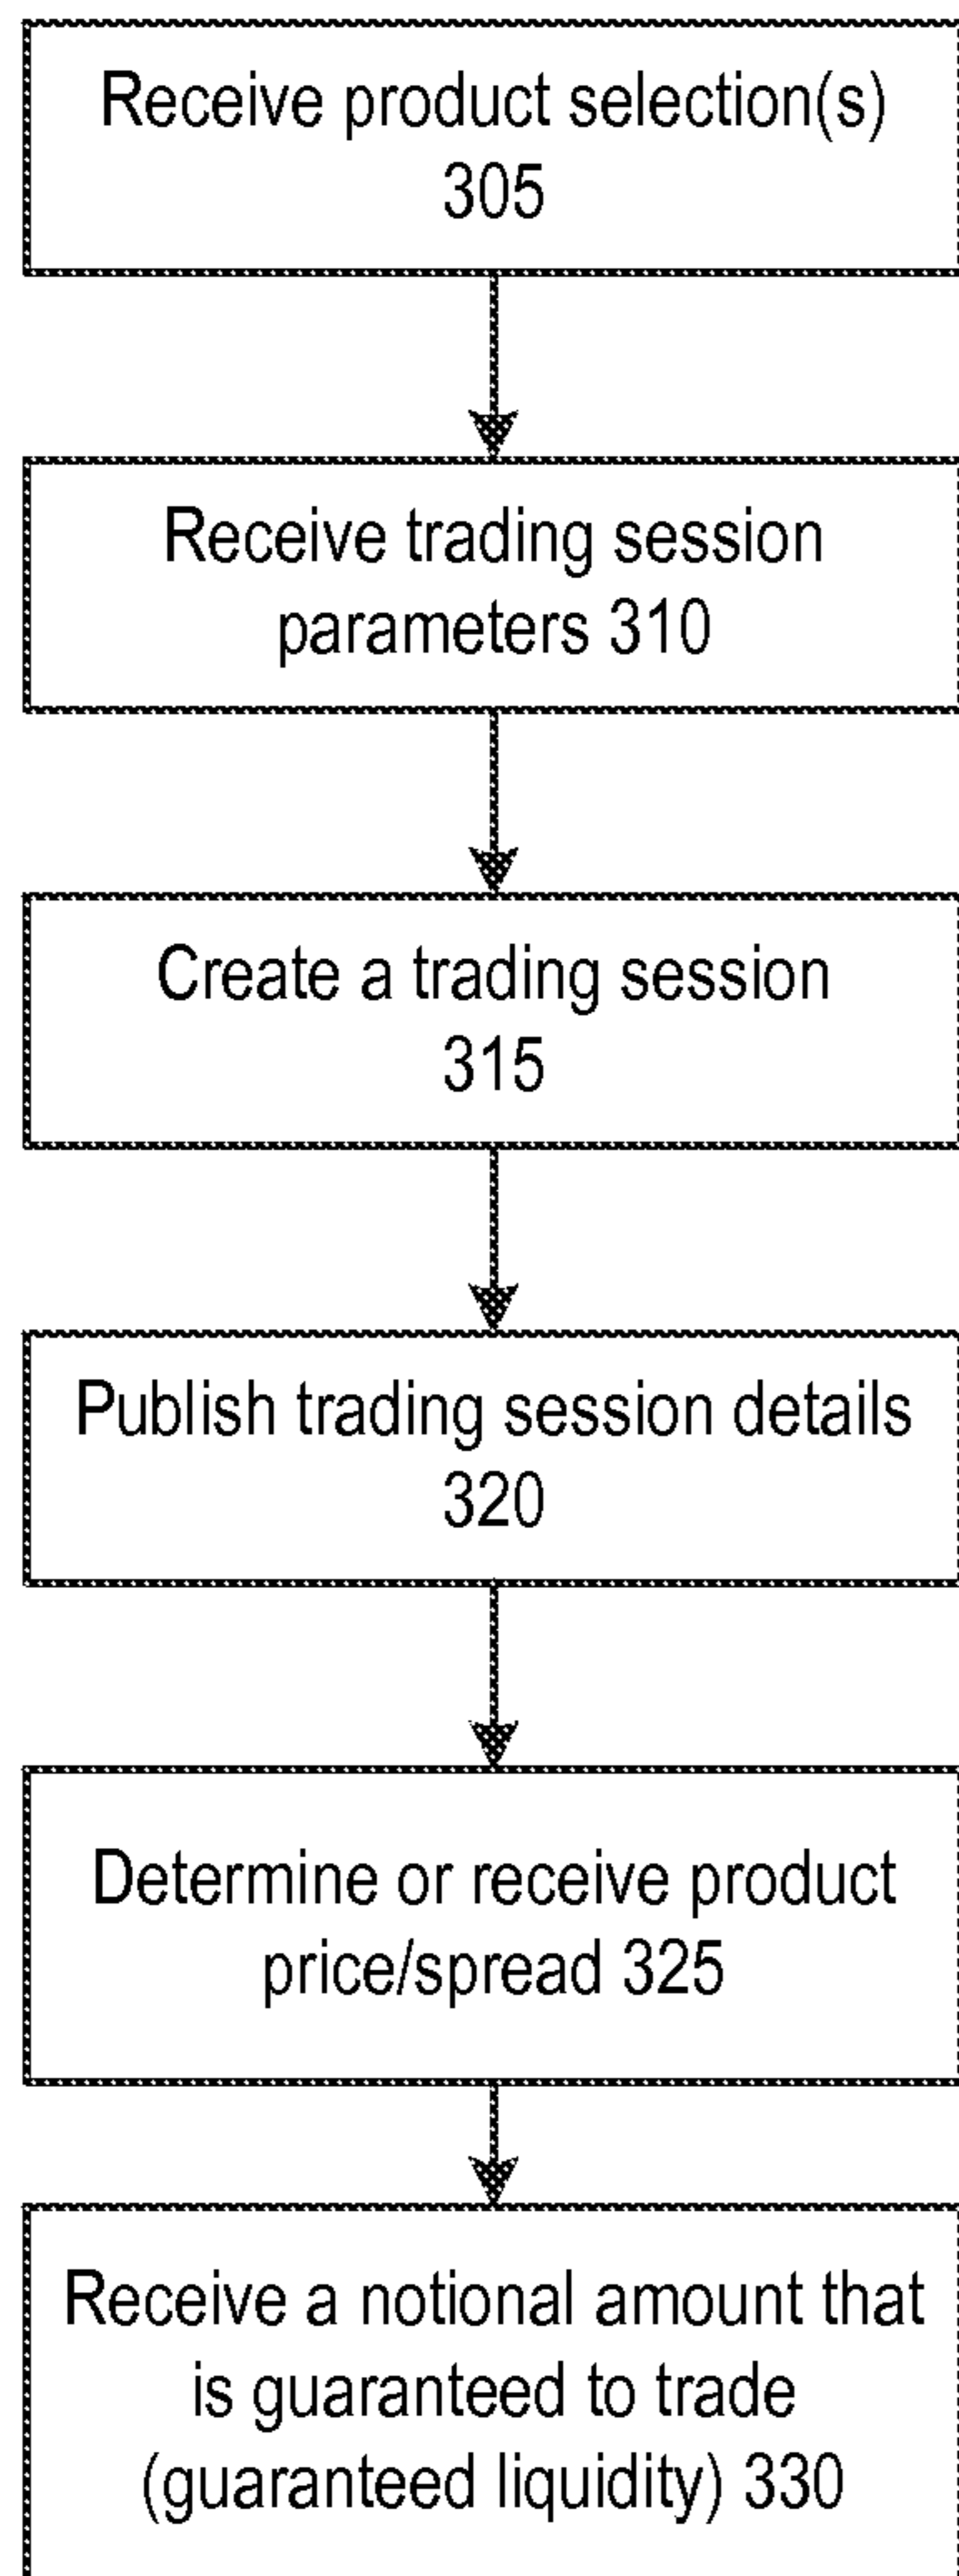 Receive product selection(s)
305
Receive trading session
parameters 310
Create a trading session
315
Publish trading session details
320
Determine or receive product
price/spread 325
Receive a notional amount that
is guaranteed to trade
(guaranteed liquidity) 330